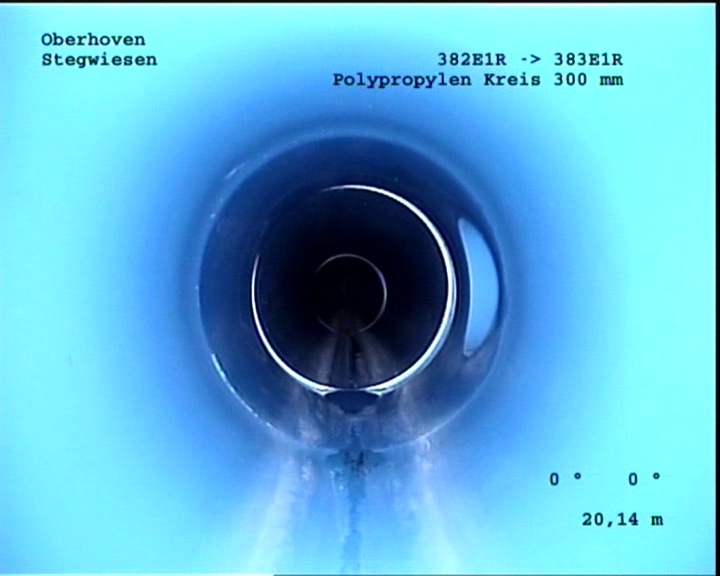 Oberhoven
Stegwiesen
382E1R -> 383E1R
Polypropylen Kreis 300 mm
0 ° 0 °
20,14 m